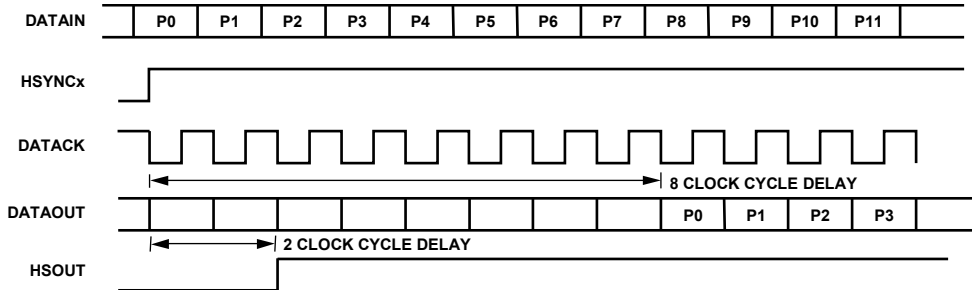 DATAIN P0 P1 P2 P3 P4 P5 P6 P7 P8 P9 P10 P11
HSYNCx
DATACK
8 CLOCK CYCLE DELAY
DATAOUT P0 P1 P2 P3
2 CLOCK CYCLE DELAY
HSOUT